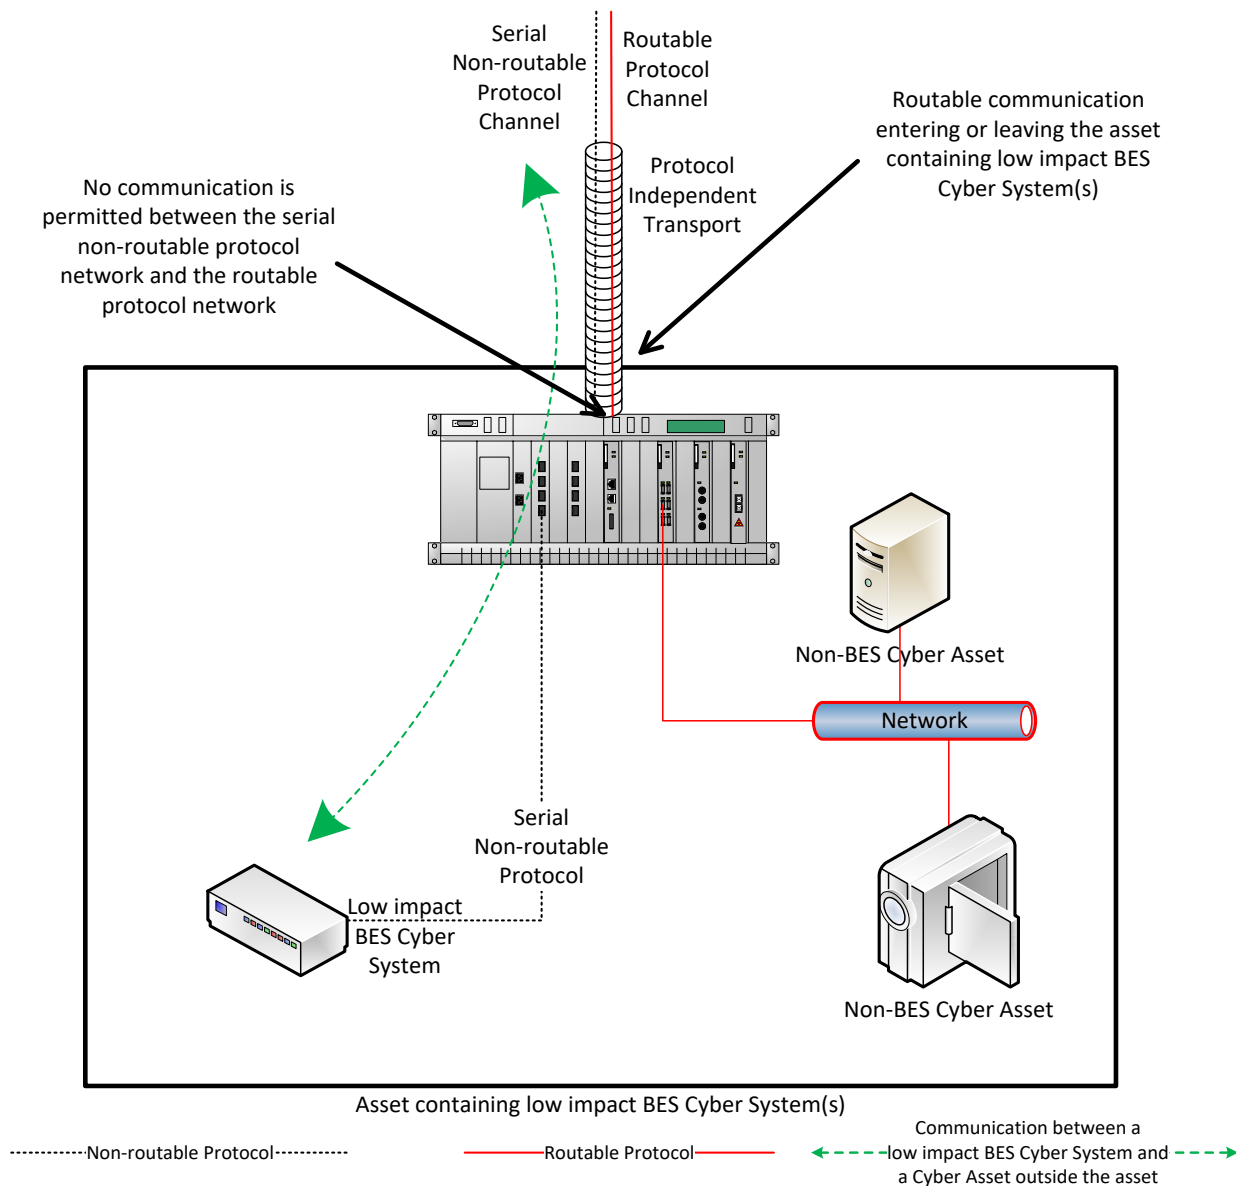 Serial
Non-routable
Protocol
Channel
Routable
Protocol
Channel
Routable communication
entering or leaving the asset
containing low impact BES
Cyber System(s)
Protocol
Independent
Transport
No communication is
permitted between the serial
non-routable protocol
network and the routable
protocol network
Non-BES Cyber Asset
Network
Serial
Non-routable
Protocol
Low impact
BES Cyber
System
Non-BES Cyber Asset
Asset containing low impact BES Cyber System(s)
Non-routable Protocol
Routable Protocol
Communication between a
low impact BES Cyber System and
a Cyber Asset outside the asset